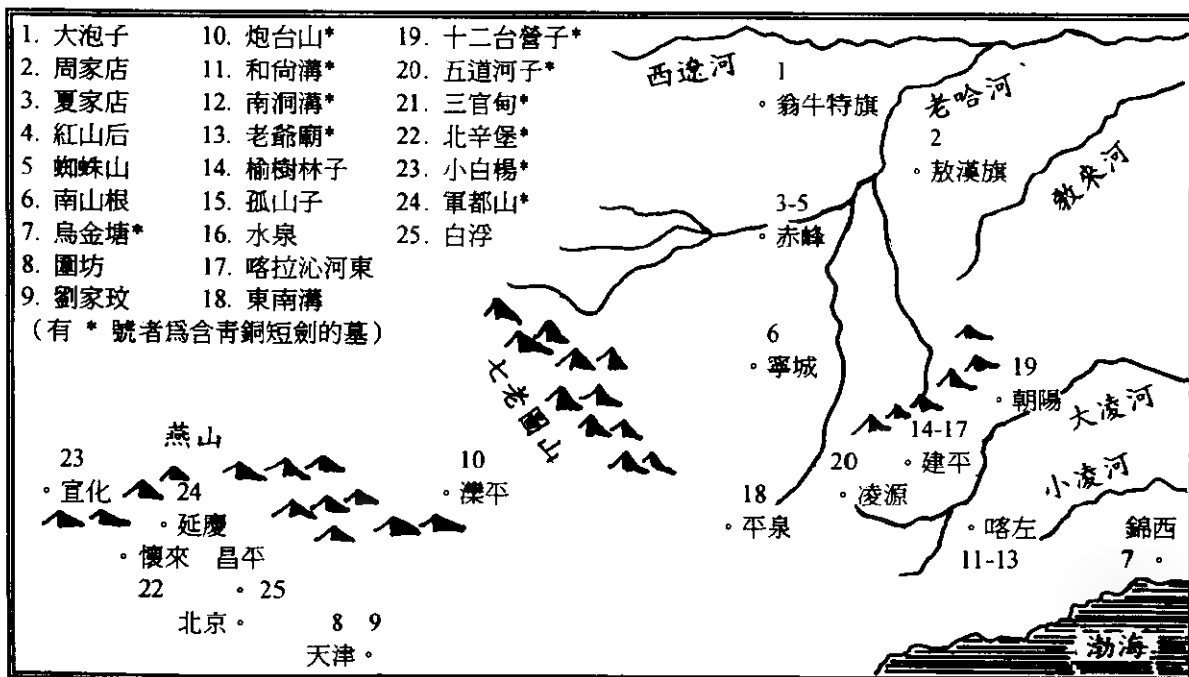 1. 大泡子
2. 周家店
3. 夏家店
4. 紅山后
5 蜘蛛山
6. 南山根
7. 烏金塘*
8. 圍坊
9. 劉家玟
10. 炮台山*
11. 和尙溝*
12. 南洞溝*
13. 老爺廟*
14. 榆樹林子
15. 孤山子
16. 水泉
17. 喀拉沁河東
18. 東南溝
19. 十二台營子*
20. 五道河子*
21. 三官甸*
22. 北辛堡*
23. 小白楊*
24. 軍都山*
25. 白浮
（有 * 號者爲含靑銅短劍的墓）
西遼河
1
翁牛特旗
老哈河
2
敖漢旗
教來河
3-5
赤峰
七老圖山
6
寧城
19
朝陽
大凌河
14-17
建平
燕山
23
宣化
24
延慶
10
灤平
20
凌源
小凌河
18
平泉
喀左
11-13
錦西
7
懷來
22
昌平
25
北京
8 9
天津
渤海